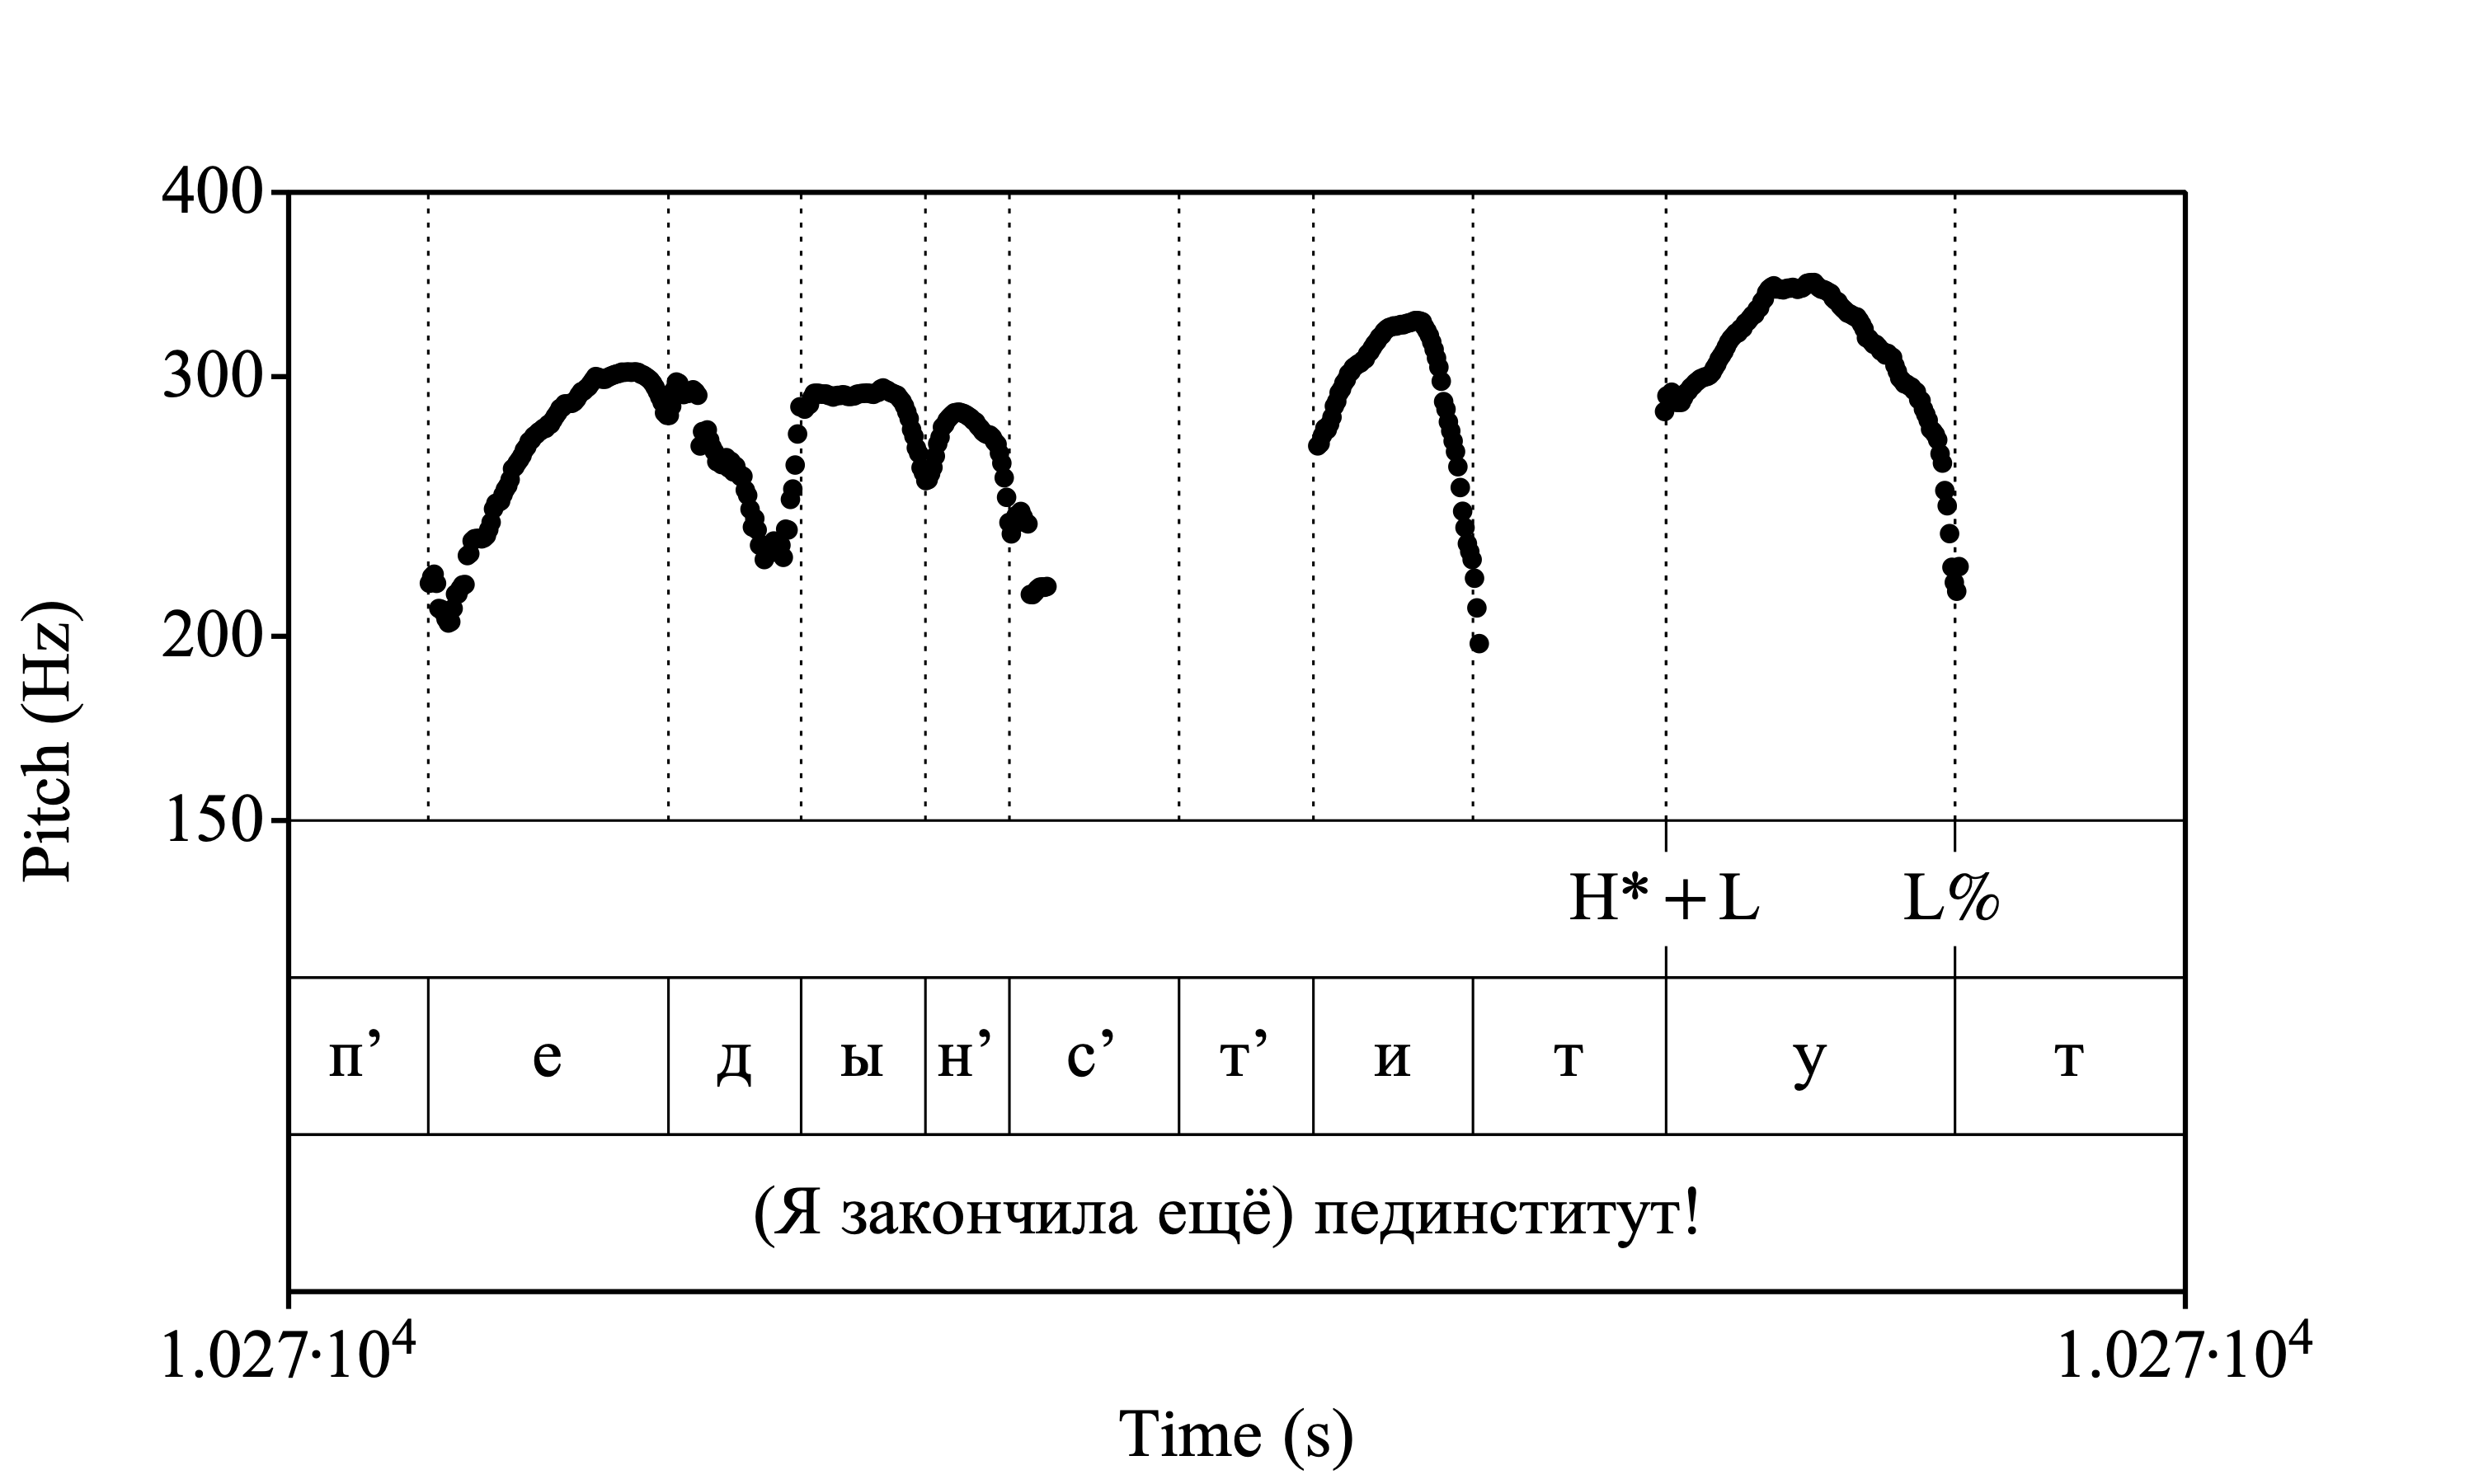 400
300
200
150
Pitch (Hz)
H* + L L%
п’ е д ы н’ с’ т’ и т у т
(Я закончила ещё) пединститут!
1.027·10⁴ 1.027·10⁴
Time (s)